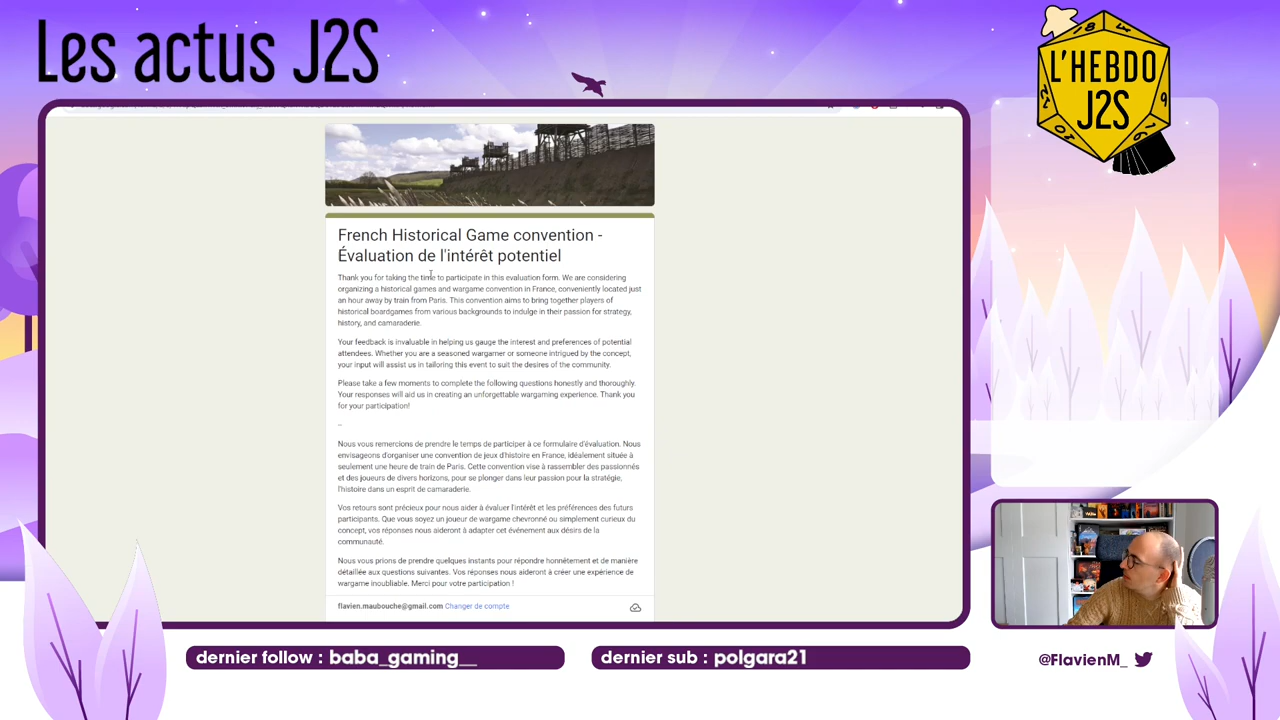 Les actus J2S
L'HEBDO
J2S
18
4
12
9
10
6
French Historical Game convention -
Évaluation de l'intérêt potentiel
Thank you for taking the time to participate in this evaluation form. We are considering
organizing a historical games and wargame convention in France, conveniently located just
an hour away by train from Paris. This convention aims to bring together players of
historical boardgames from various backgrounds to indulge in their passion for strategy,
history, and camaraderie.
Your feedback is invaluable in helping us gauge the interest and preferences of potential
attendees. Whether you are a seasoned wargamer or someone intrigued by the concept,
your input will assist us in tailoring this event to suit the desires of the community.
Please take a few moments to complete the following questions honestly and thoroughly.
Your responses will aid us in creating an unforgettable wargaming experience. Thank you
for your participation!
--
Nous vous remercions de prendre le temps de participer à ce formulaire d'évaluation. Nous
envisageons d'organiser une convention de jeux d'histoire en France, idéalement située à
seulement une heure de train de Paris. Cette convention vise à rassembler des passionnés
et des joueurs de divers horizons, pour se plonger dans leur passion pour la stratégie,
l'histoire dans un esprit de camaraderie.
Vos retours sont précieux pour nous aider à évaluer l'intérêt et les préférences des futurs
participants. Que vous soyez un joueur de wargame chevronné ou simplement curieux du
concept, vos réponses nous aideront à adapter cet événement aux désirs de la
communauté.
Nous vous prions de prendre quelques instants pour répondre honnêtement et de manière
détaillée aux questions suivantes. Vos réponses nous aideront à créer une expérience de
wargame inoubliable. Merci pour votre participation !
flavien.maubouche@gmail.com Changer de compte
dernier follow : baba_gaming__
dernier sub : polgara21
@FlavienM_